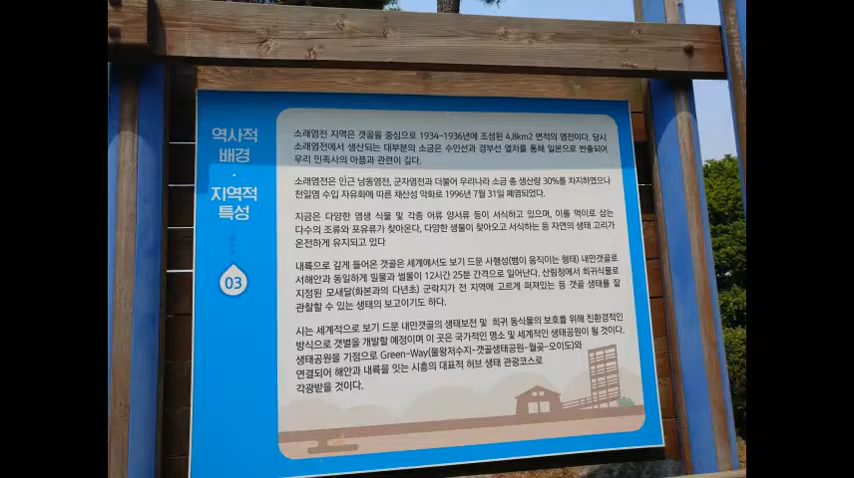 역사적
배경
·
지역적
특성
03
소래염전 지역은 갯골을 중심으로 1934~1936년에 조성된 4.8km2 면적의 염전이다. 당시
소래염전에서 생산되는 대부분의 소금은 수인선과 경부선 열차를 통해 일본으로 반출되어
우리 민족사의 아픔과 관련이 깊다.
소래염전은 인근 남동염전, 군자염전과 더불어 우리나라 소금 총 생산량 30%를 차지하였으나
천일염 수입 자유화에 따른 채산성 악화로 1996년 7월 31일 폐염되었다.
지금은 다양한 염생 식물 및 각종 어류 양서류 등이 서식하고 있으며, 이를 먹이로 삼는
다수의 조류와 포유류가 찾아온다. 다양한 생물이 찾아오고 서식하는 등 자연의 생태 고리가
온전하게 유지되고 있다
내륙으로 깊게 들어온 갯골은 세계에서도 보기 드문 사행성(뱀이 움직이는 형태) 내만갯골로
서해안과 동일하게 밀물과 썰물이 12시간 25분 간격으로 일어난다. 산림청에서 희귀식물로
지정된 모새달(화본과의 다년초) 군락지가 전 지역에 고르게 퍼져있는 등 갯골 생태를 잘
관찰할 수 있는 생태의 보고이기도 하다.
시는 세계적으로 보기 드문 내만갯골의 생태보전 및 희귀 동식물의 보호를 위해 친환경적인
방식으로 갯벌을 개발할 예정이며 이 곳은 국가적인 명소 및 세계적인 생태공원이 될 것이다.
생태공원을 기점으로 Green-Way(물왕저수지-갯골생태공원-월곶-오이도)와
연결되어 해안과 내륙을 잇는 시흥의 대표적 허브 생태 관광코스로
각광받을 것이다.